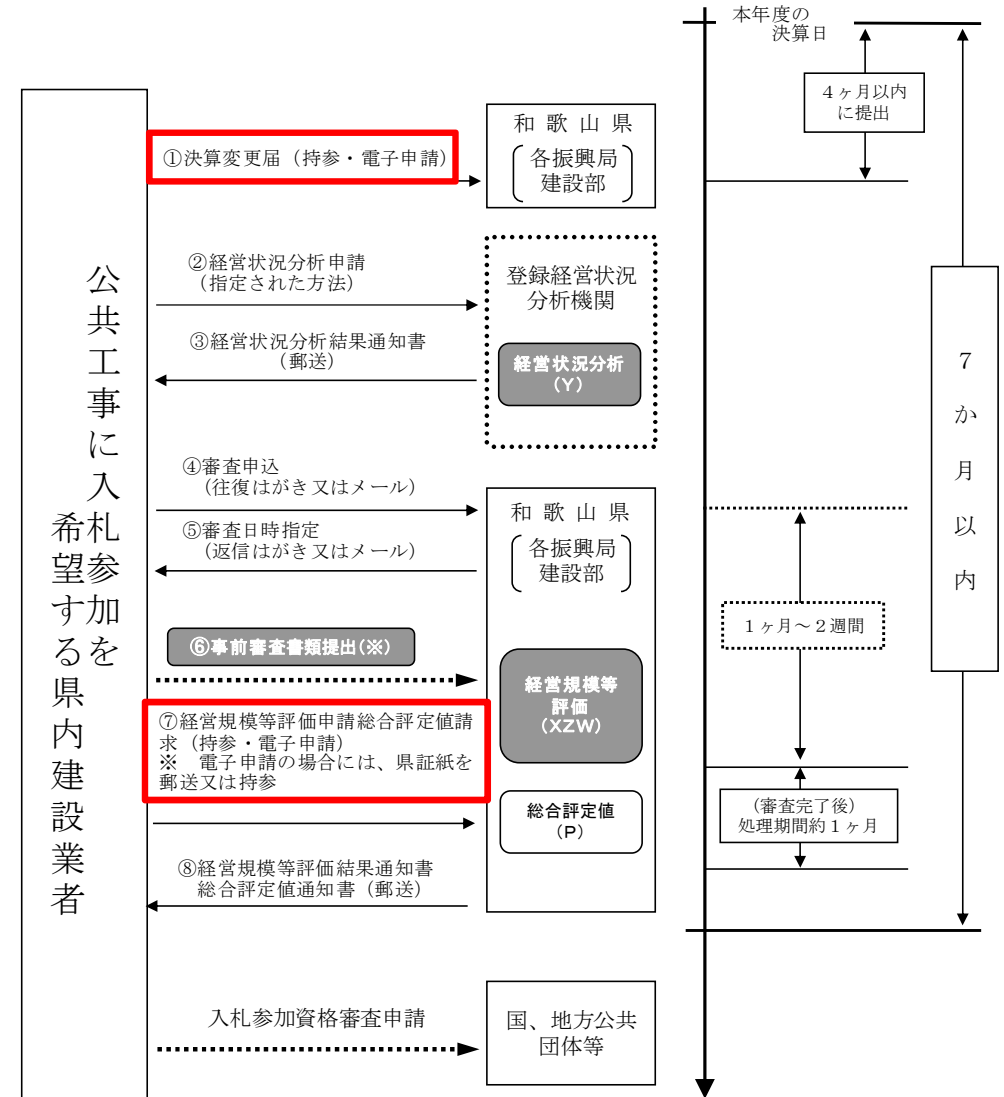 本年度の
決算日
4ヶ月以内
に提出
7か月以内
公共工事に入札参加を
希望する県内建設業者
①決算変更届（持参・電子申請）
和歌山県
各振興局
建設部
②経営状況分析申請
（指定された方法）
③経営状況分析結果通知書
（郵送）
登録経営状況
分析機関
経営状況分析
（Y）
④審査申込
（往復はがき又はメール）
⑤審査日時指定
（返信はがき又はメール）
和歌山県
各振興局
建設部
1ヶ月～2週間
⑥事前審査書類提出(※)
経営規模等
評価
（XZW）
⑦経営規模等評価申請総合評定値請
求（持参・電子申請）
※　電子申請の場合には、県証紙を
郵送又は持参
総合評定値
（P）
（審査完了後）
処理期間約1ヶ月
⑧経営規模等評価結果通知書
総合評定値通知書（郵送）
入札参加資格審査申請
国、地方公共
団体等